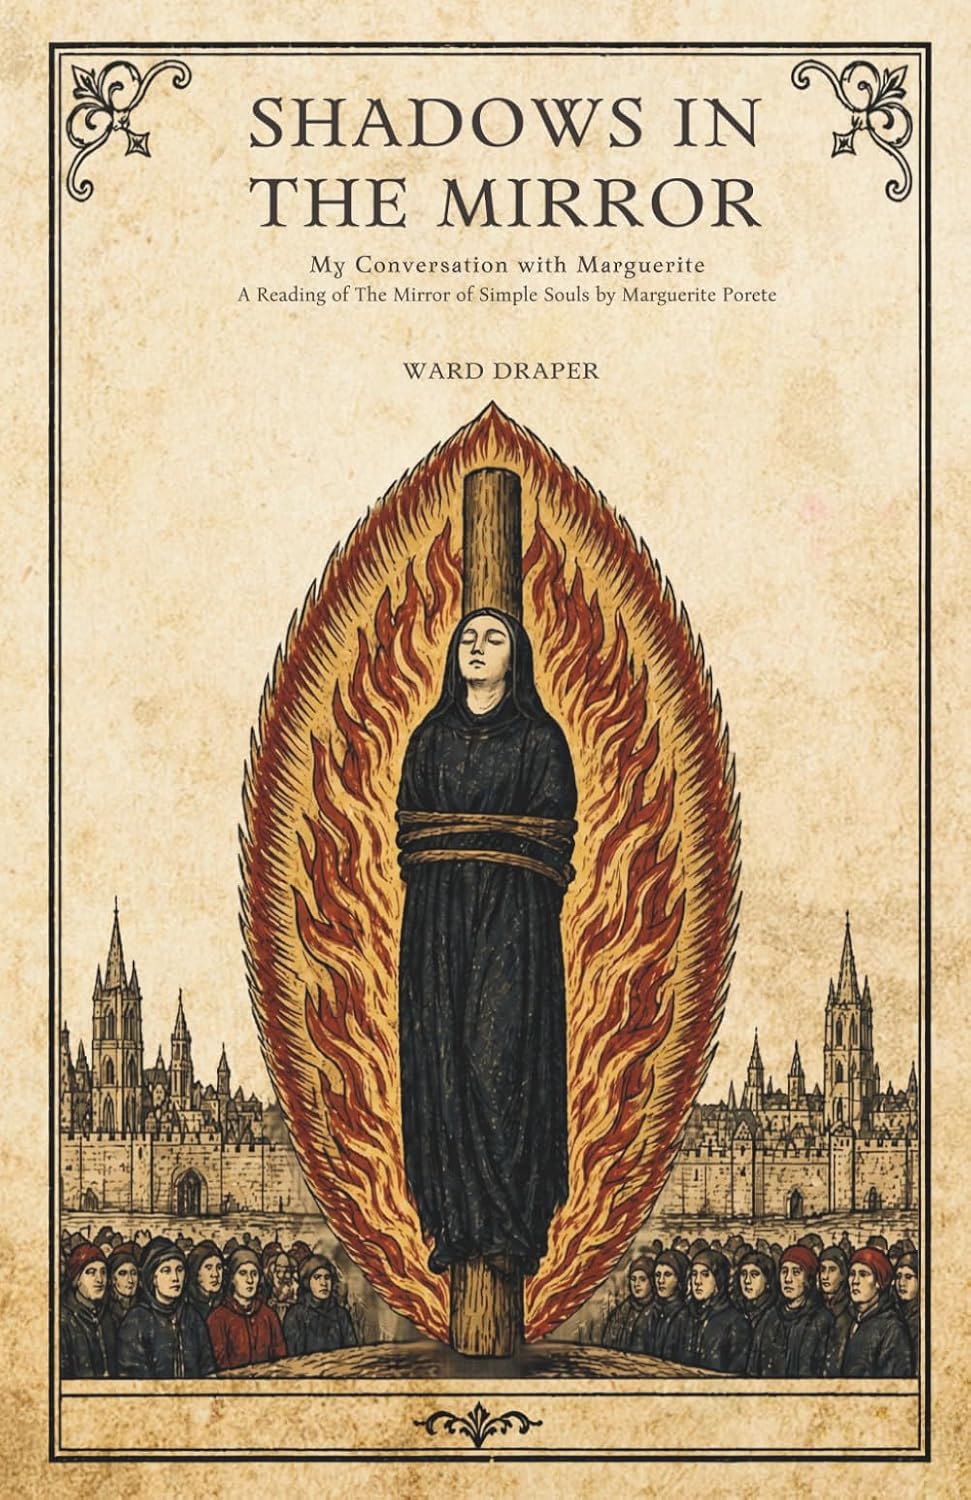 SHADOWS IN
THE MIRROR
My Conversation with Marguerite
A Reading of The Mirror of Simple Souls by Marguerite Porete
WARD DRAPER